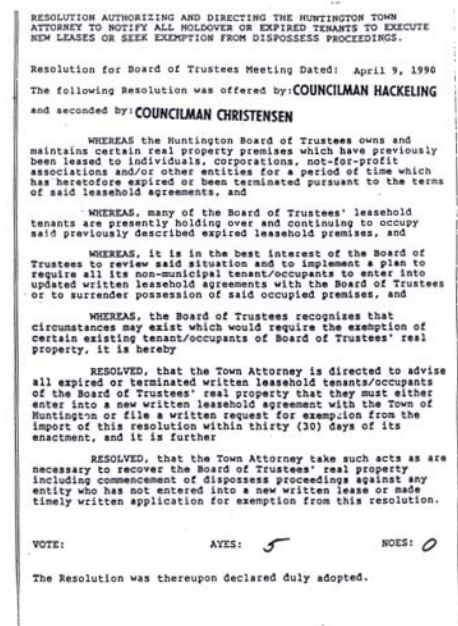 RESOLUTION AUTHORIZING AND DIRECTING THE HUNTINGTON TOWN
ATTORNEY TO NOTIFY ALL HOLDOVER OR EXPIRED TENANTS TO EXECUTE
NEW LEASES OR SEEK EXEMPTION FROM DISPOSSESS PROCEEDINGS.
Resolution for Board of Trustees Meeting Dated: April 9, 1990
The following Resolution was offered by: COUNCILMAN HACKELING
and seconded by: COUNCILMAN CHRISTENSEN
WHEREAS the Huntington Board of Trustees owns and
maintains certain real property premises which have previously
been leased to individuals, corporations, not-for-profit
associations and/or other entities for a period of time which
has heretofore expired or been terminated pursuant to the terms
of said leasehold agreements, and
WHEREAS, many of the Board of Trustees' leasehold
tenants are presently holding over and continuing to occupy
said previously described expired leasehold premises, and
WHEREAS, it is in the best interest of the Board of
Trustees to review said situation and to implement a plan to
require all its non-municipal tenant/occupants to enter into
updated written leasehold agreements with the Board of Trustees
or to surrender possession of said occupied premises, and
WHEREAS, the Board of Trustees recognizes that
circumstances may exist which would require the exemption of
certain existing tenant/occupants of Board of Trustees' real
property, it is hereby
RESOLVED, that the Town Attorney is directed to advise
all expired or terminated written leasehold tenants/occupants
of the Board of Trustees' real property that they must either
enter into a new written leasehold agreement with the Town of
Huntington or file a written request for exemption from the
import of this resolution within thirty (30) days of its
enactment, and it is further
RESOLVED, that the Town Attorney take such acts as are
necessary to recover the Board of Trustees' real property
including commencement of dispossess proceedings against any
entity who has not entered into a new written lease or made
timely written application for exemption from this resolution.
VOTE: AYES: 5 NOES: 0
The Resolution was thereupon declared duly adopted.